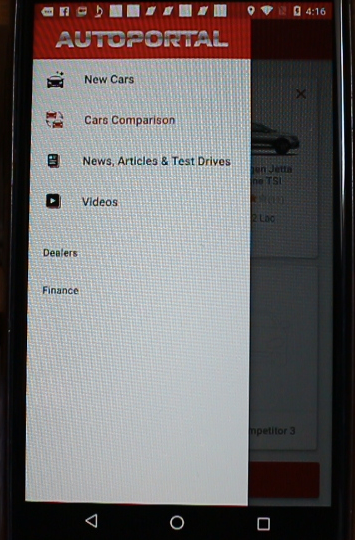 4:16
AUTOPORTAL
New Cars
Cars Comparison
News, Articles & Test Drives
Videos
Dealers
Finance
gen Jetta
ne TSI
2 Lac
mpetitor 3